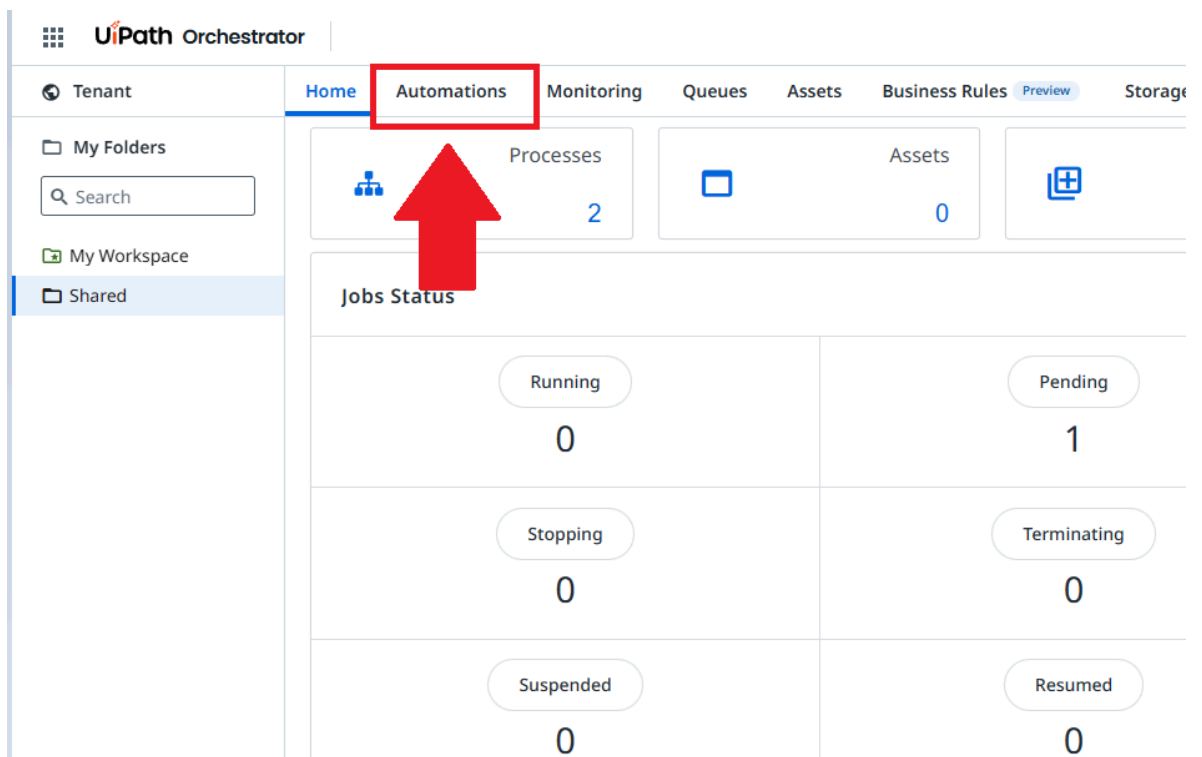 UiPath Orchestrator
Tenant
Home Automations Monitoring Queues Assets Business Rules Preview Storage
My Folders
Search
My Workspace
Shared
Processes
2
Assets
0
Jobs Status
Running
0
Pending
1
Stopping
0
Terminating
0
Suspended
0
Resumed
0